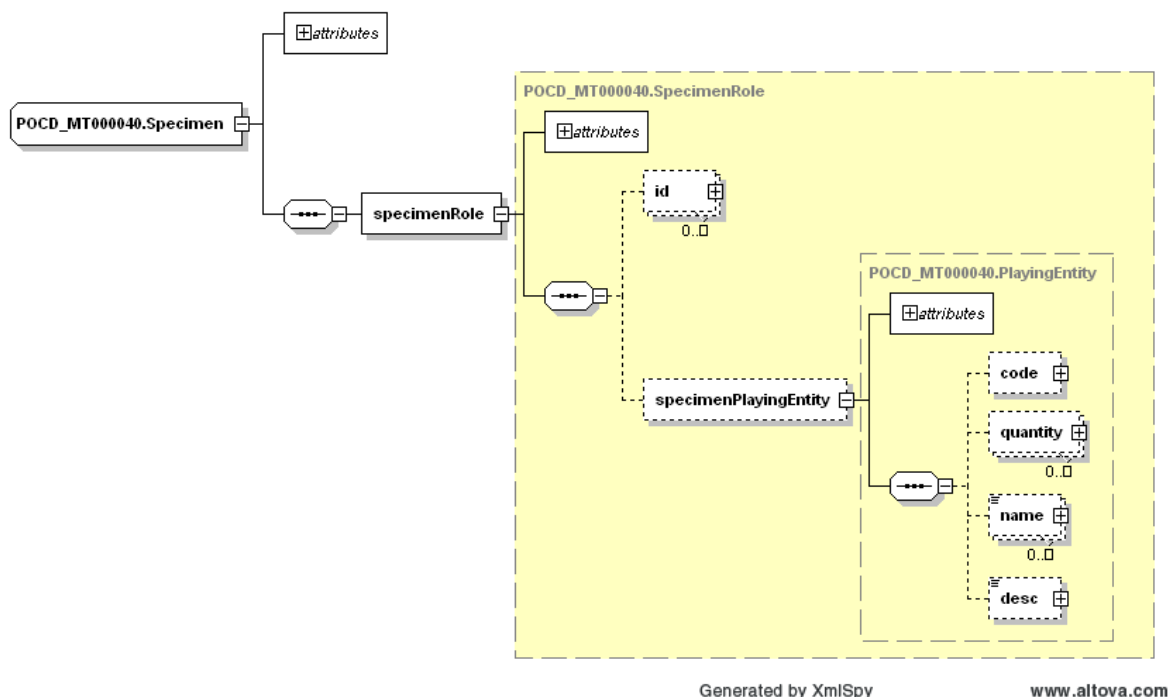 attributes
POCD_MT000040.Specimen
specimenRole
POCD_MT000040.SpecimenRole
attributes
id
0..□
specimenPlayingEntity
POCD_MT000040.PlayingEntity
attributes
code
quantity
0..□
name
0..□
desc
Generated by XmlSpy
www.altova.com